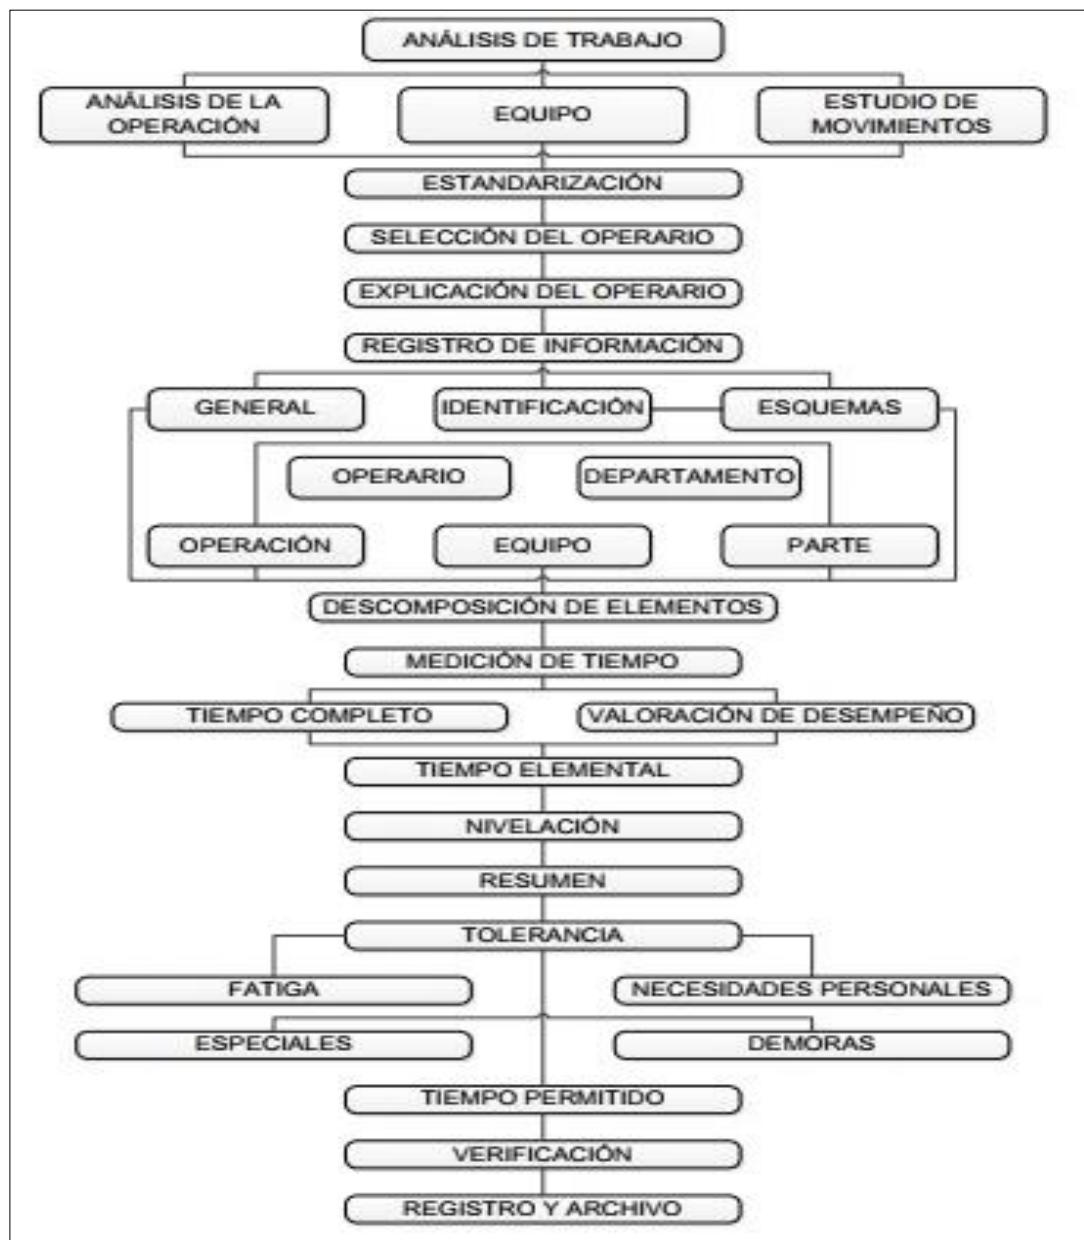 ANÁLISIS DE TRABAJO
ANÁLISIS DE LA
OPERACIÓN
EQUIPO
ESTUDIO DE
MOVIMIENTOS
ESTANDARIZACIÓN
SELECCIÓN DEL OPERARIO
EXPLICACIÓN DEL OPERARIO
REGISTRO DE INFORMACIÓN
GENERAL
IDENTIFICACIÓN
ESQUEMAS
OPERARIO
DEPARTAMENTO
OPERACIÓN
EQUIPO
PARTE
DESCOMPOSICIÓN DE ELEMENTOS
MEDICIÓN DE TIEMPO
TIEMPO COMPLETO
VALORACIÓN DE DESEMPEÑO
TIEMPO ELEMENTAL
NIVELACIÓN
RESUMEN
TOLERANCIA
FATIGA
NECESIDADES PERSONALES
ESPECIALES
DEMORAS
TIEMPO PERMITIDO
VERIFICACIÓN
REGISTRO Y ARCHIVO